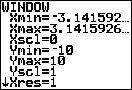 WINDOW
Xmin=-3.141592…
Xmax=3.1415926…
Xscl=0
Ymin=-10
Ymax=10
Yscl=1
↓Xres=1